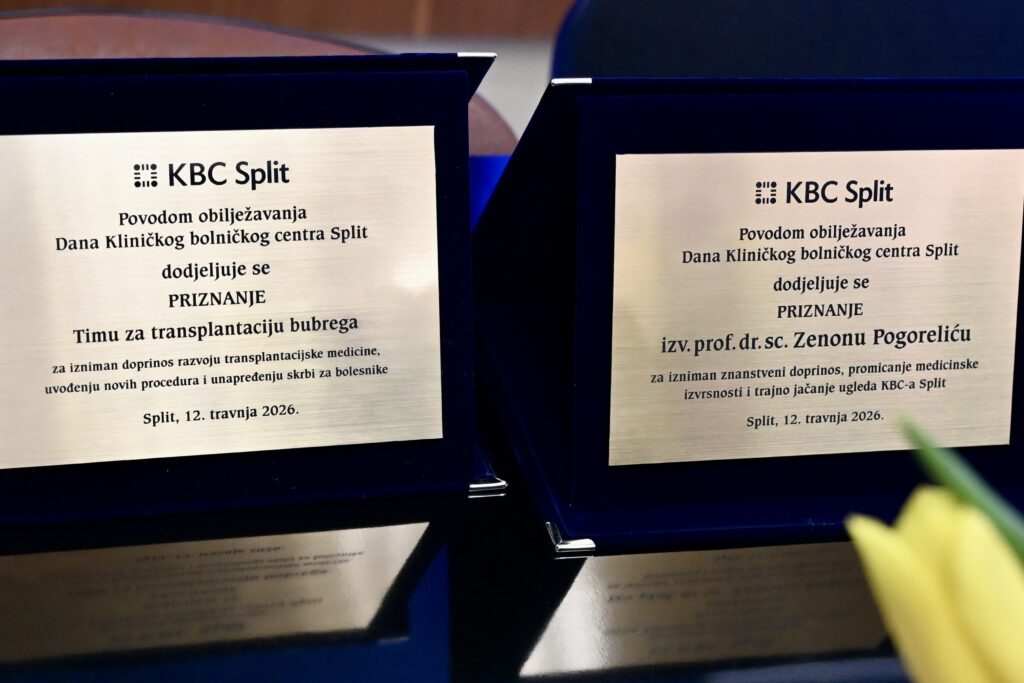 KBC Split
Povodom obilježavanja
Dana Kliničkog bolničkog centra Split
dodjeljuje se
PRIZNANJE
Timu za transplantaciju bubrega
za izniman doprinos razvoju transplantacijske medicine,
uvođenju novih procedura i unapređenju skrbi za bolesnike
Split, 12. travnja 2026.
KBC Split
Povodom obilježavanja
Dana Kliničkog bolničkog centra Split
dodjeljuje se
PRIZNANJE
izv. prof. dr. sc. Zenonu Pogoreliću
za izniman znanstveni doprinos, promicanje medicinske
izvrsnosti i trajno jačanje ugleda KBC-a Split
Split, 12. travnja 2026.